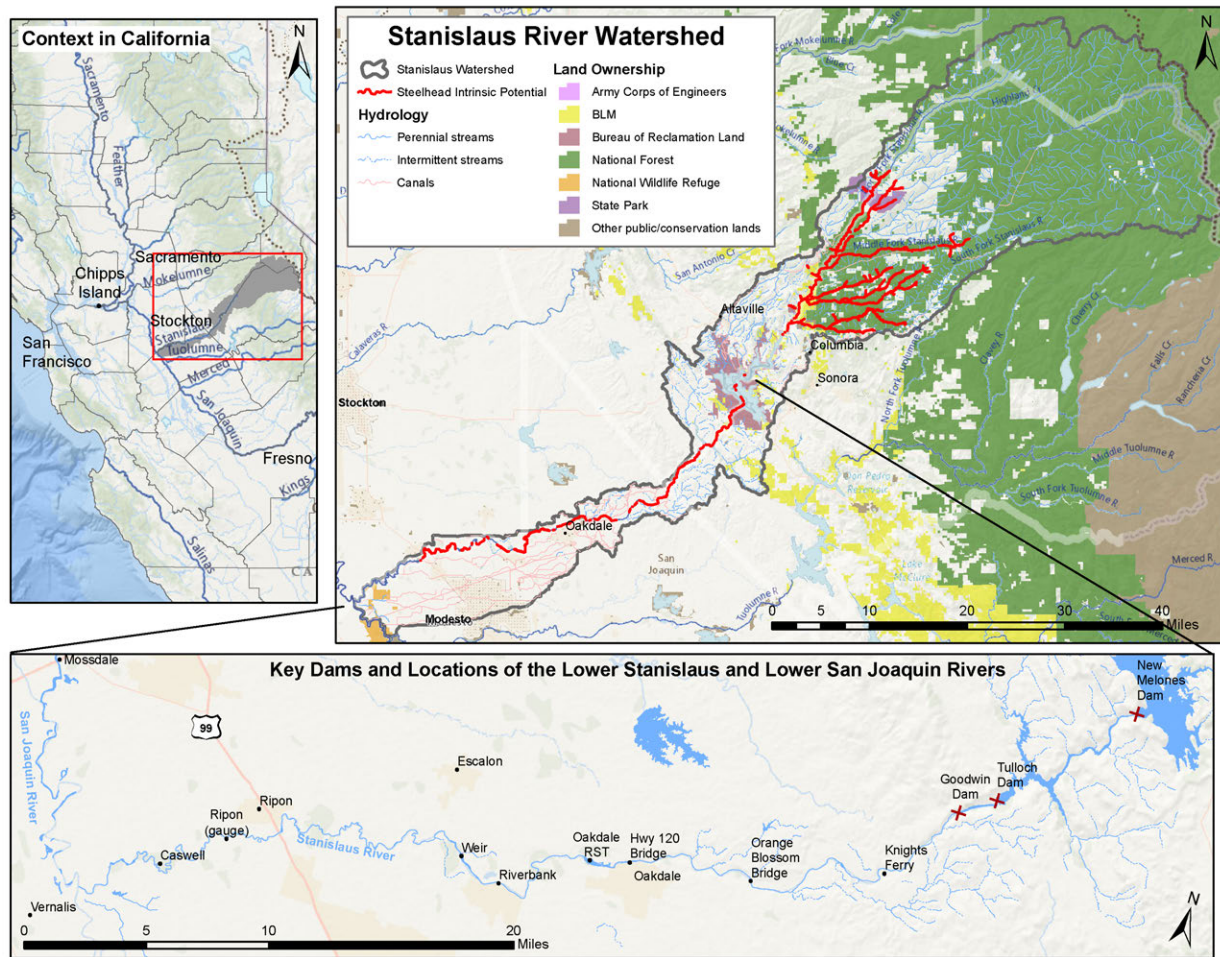 Context in California
N
Sacramento
Feather
Sacramento
Mokelumne
Chipps
Island
Stockton
Stanislaus
Tuolumne
San
Francisco
Merced
San Joaquin
Fresno
Kings
Salinas
C A
Stanislaus River Watershed
Stanislaus Watershed
Steelhead Intrinsic Potential
Hydrology
Perennial streams
Intermittent streams
Canals
Land Ownership
Army Corps of Engineers
BLM
Bureau of Reclamation Land
National Forest
National Wildlife Refuge
State Park
Other public/conservation lands
N
Fork Mokelumne R.
Highland
Middle Fork Stanislaus R.
South Fork Stanislaus R.
San Antonio Cr
Altaville
Calaveras R.
Columbia
Sonora
North Fork Tuolumne R.
Clavey R.
Cherry Cr.
Falls Cr.
Rancheria Cr.
Stockton
Middle Tuolumne R.
South Fork Tuolumne R.
Don Pedro
Reservoir
Oakdale
San
Joaquin
Merced R.
Lake
McClure
Tuolumne R.
Modesto
0 5 10 20 30 40
Miles
Key Dams and Locations of the Lower Stanislaus and Lower San Joaquin Rivers
Mossdale
New
Melones
Dam
San Joaquin River
99
Escalon
Tulloch
Dam
Goodwin
Dam
Ripon
Ripon
(gauge)
Stanislaus River
Caswell
Weir
Riverbank
Oakdale
RST
Hwy 120
Bridge
Oakdale
Orange
Blossom
Bridge
Knights
Ferry
Vernalis
N
0 5 10 20
Miles